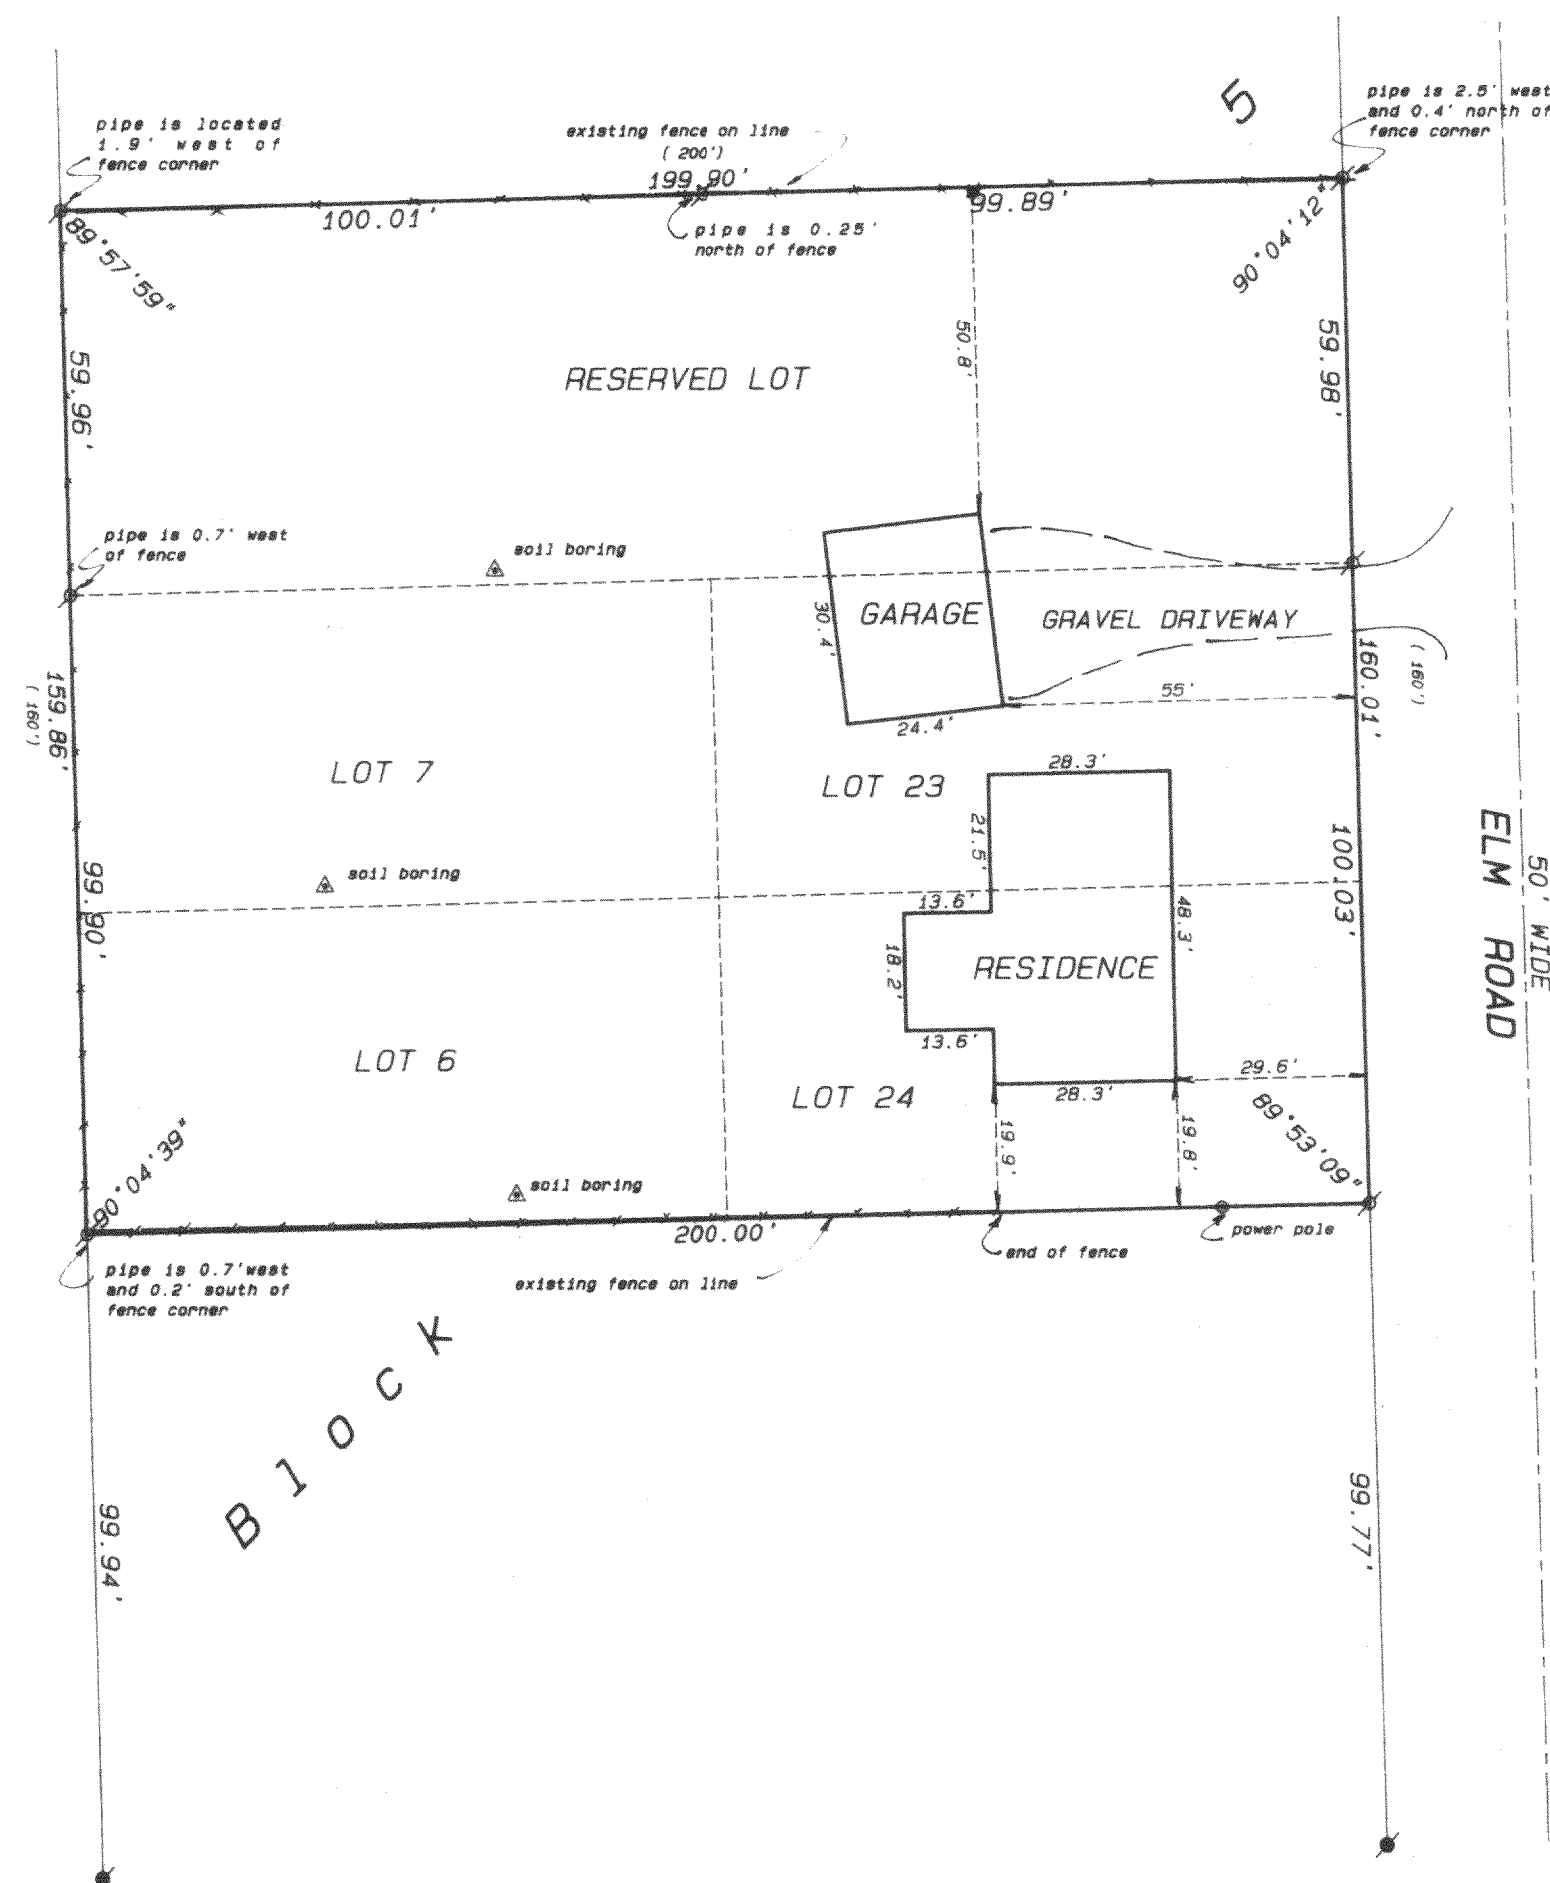 5
pipe is 2.5' west
and 0.4' north of
fence corner
pipe is located
1.9' west of
fence corner
existing fence on line
(200')
199.90'
100.01'
99.89'
pipe is 0.25'
north of fence
89°57'59"
90°04'12"
59.96'
50.8'
59.98'
RESERVED LOT
pipe is 0.7' west
of fence
soil boring
GARAGE
30.4'
24.4'
GRAVEL DRIVEWAY
55'
160.01'
(160')
159.86'
(160')
LOT 7
LOT 23
28.3'
21.5'
100.03'
ELM ROAD
50' WIDE
99.90'
soil boring
13.6'
18.2'
RESIDENCE
48.3'
13.6'
28.3'
29.6'
LOT 6
LOT 24
19.9'
19.8'
89°53'09"
90°04'39"
soil boring
200.00'
power pole
end of fence
existing fence on line
pipe is 0.7' west
and 0.2' south of
fence corner
Block
99.94'
99.77'